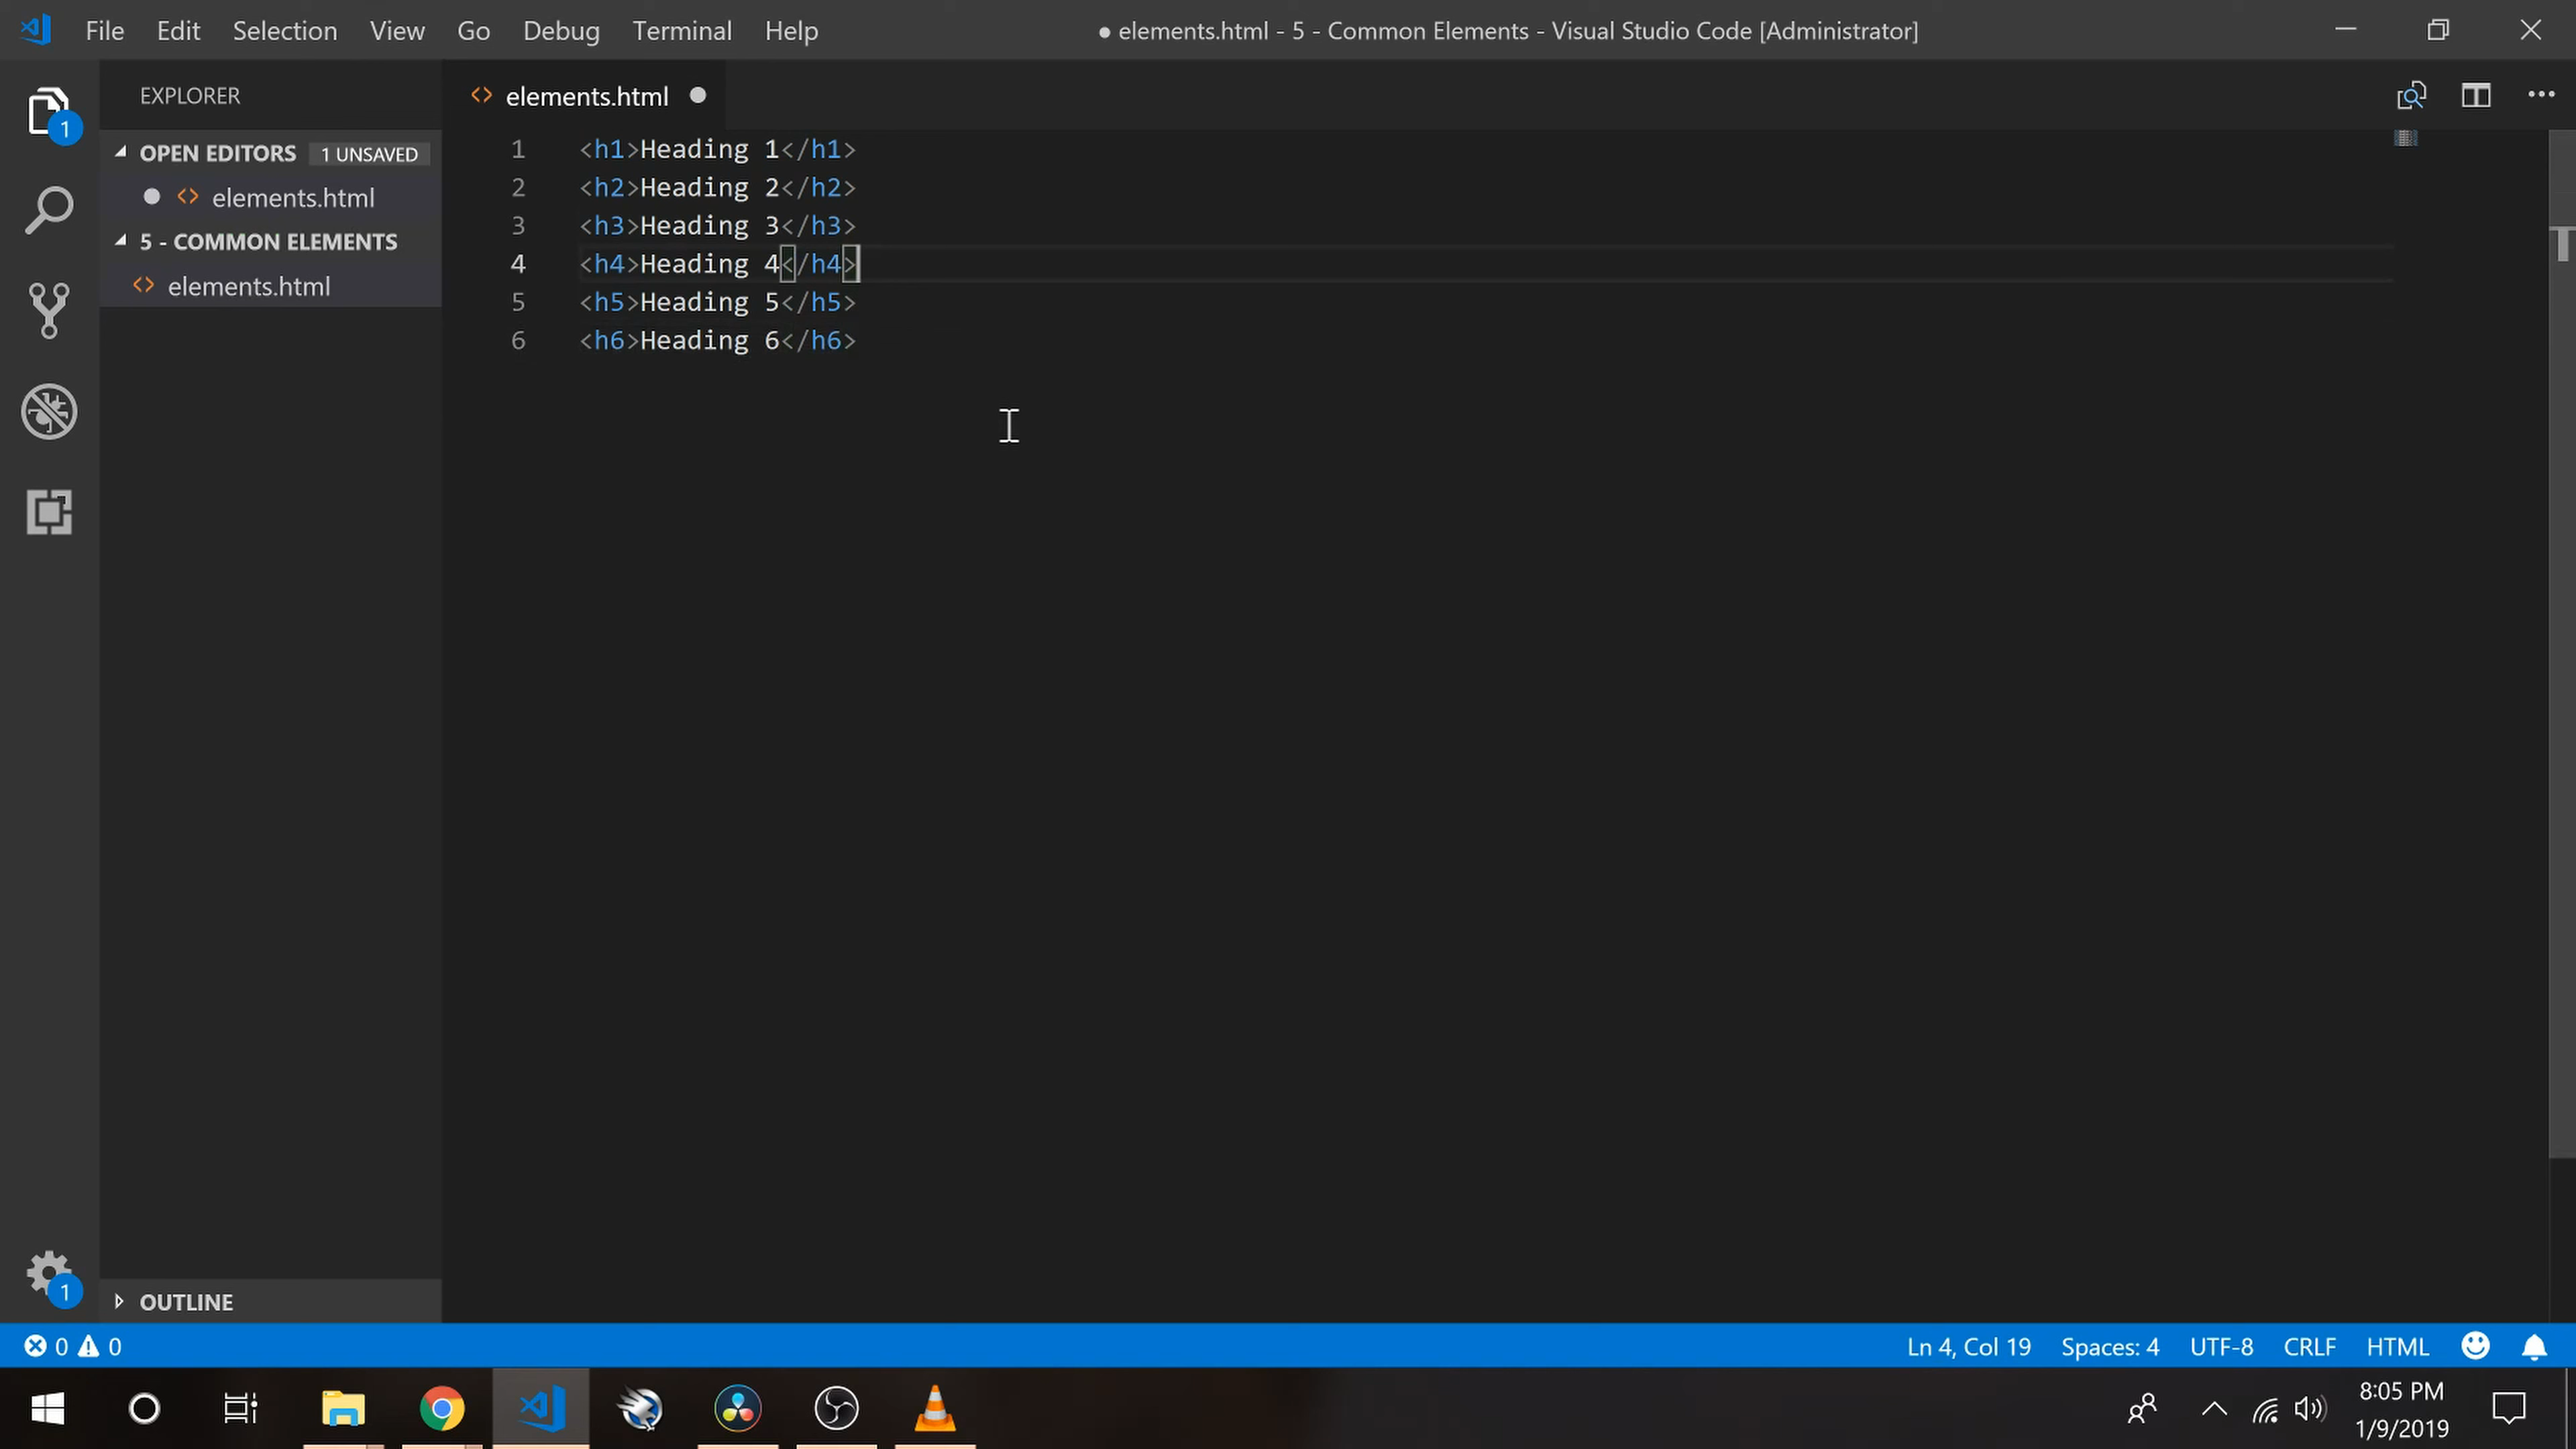 File Edit Selection View Go Debug Terminal Help
● elements.html - 5 - Common Elements - Visual Studio Code [Administrator]
EXPLORER
1
OPEN EDITORS 1 UNSAVED
elements.html
5 - COMMON ELEMENTS
elements.html
elements.html
1 <h1>Heading 1</h1>
2 <h2>Heading 2</h2>
3 <h3>Heading 3</h3>
4 <h4>Heading 4</h4>
5 <h5>Heading 5</h5>
6 <h6>Heading 6</h6>
1
OUTLINE
0 0
Ln 4, Col 19 Spaces: 4 UTF-8 CRLF HTML
8:05 PM
1/9/2019